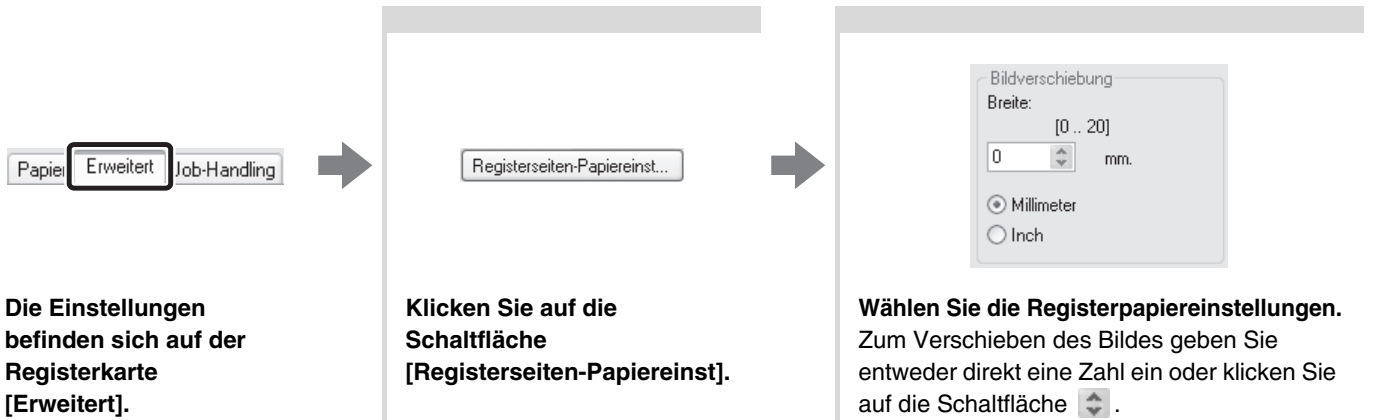 Papier
Erweitert
Job-Handling
Die Einstellungen
befinden sich auf der
Registerkarte
[Erweitert].
Registerseiten-Papiereinst...
Klicken Sie auf die
Schaltfläche
[Registerseiten-Papiereinst].
Bildverschiebung
Breite:
[0 .. 20]
0 mm.
Millimeter
Inch
Wählen Sie die Registerpapiereinstellungen.
Zum Verschieben des Bildes geben Sie
entweder direkt eine Zahl ein oder klicken Sie
auf die Schaltfläche .